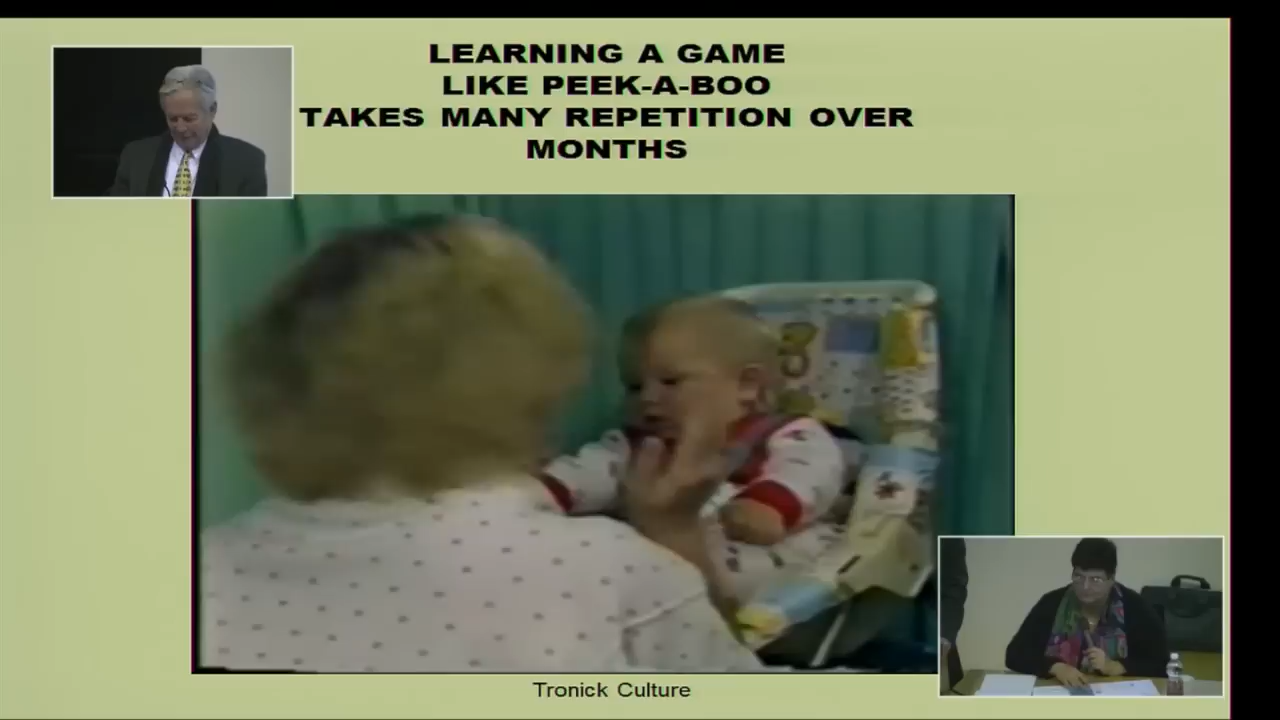 LEARNING A GAME
LIKE PEEK-A-BOO
TAKES MANY REPETITION OVER
MONTHS
Tronick Culture